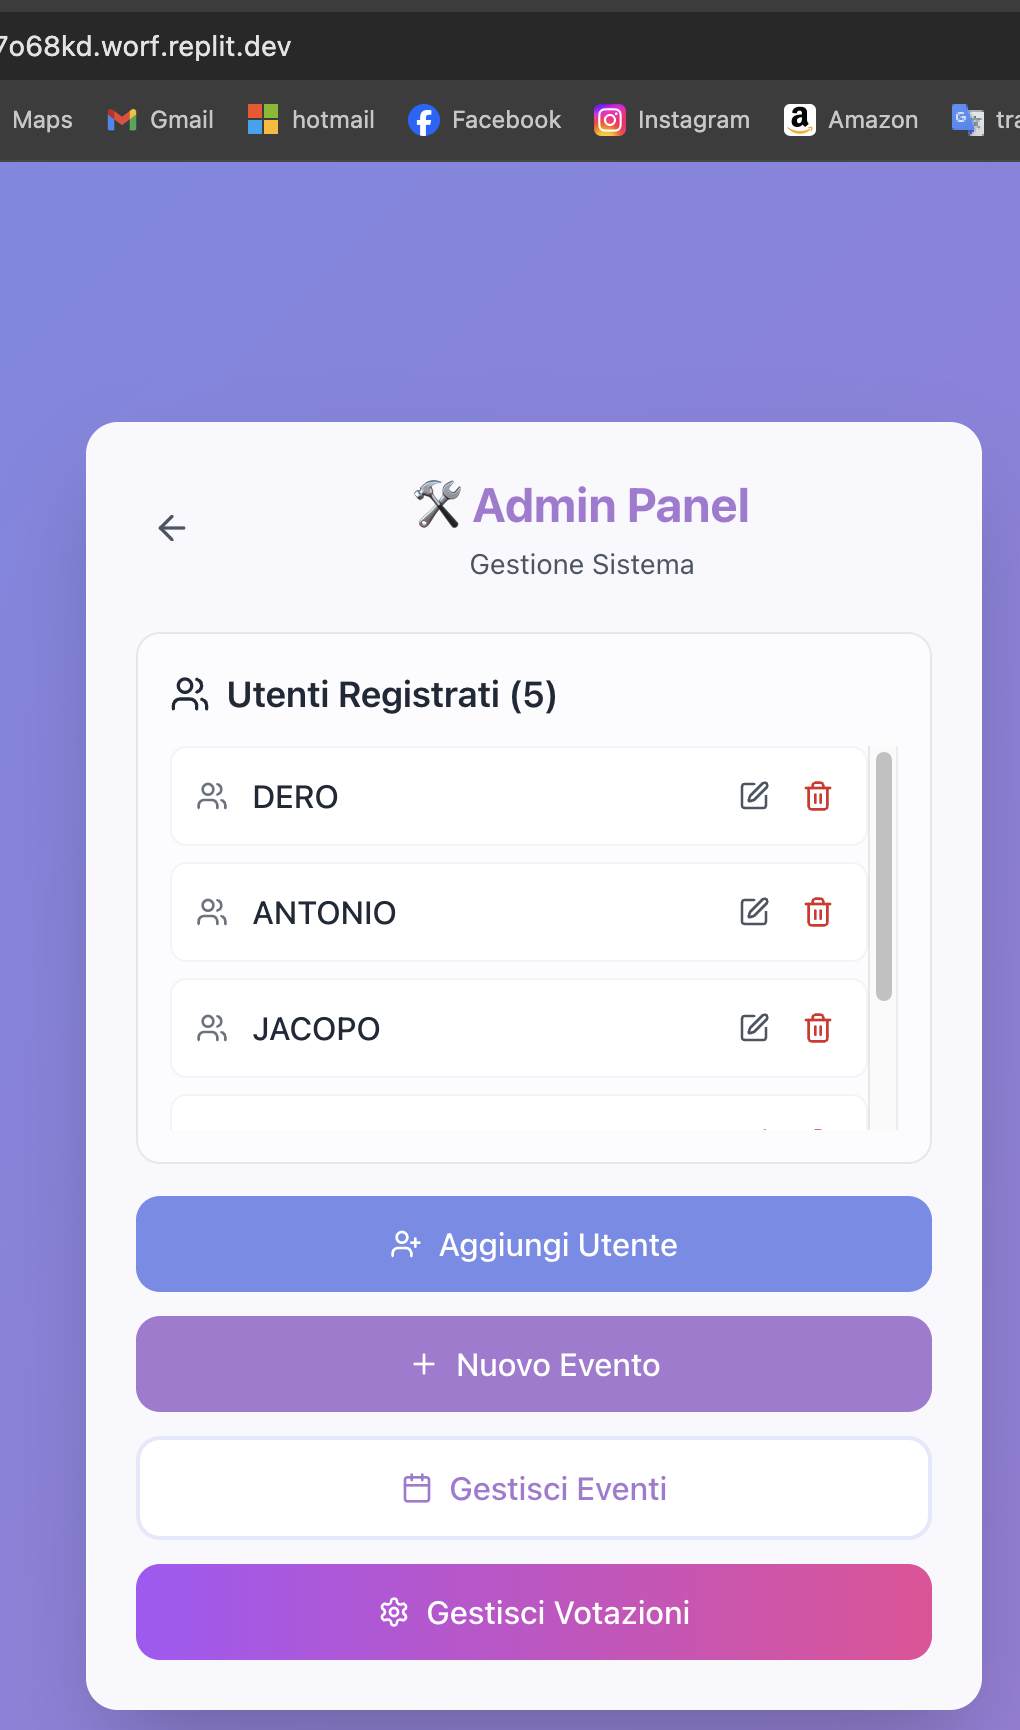 7o68kd.worf.replit.dev
Maps Gmail hotmail Facebook Instagram Amazon tra
Admin Panel
Gestione Sistema
Utenti Registrati (5)
DERO
ANTONIO
JACOPO
Aggiungi Utente
Nuovo Evento
Gestisci Eventi
Gestisci Votazioni